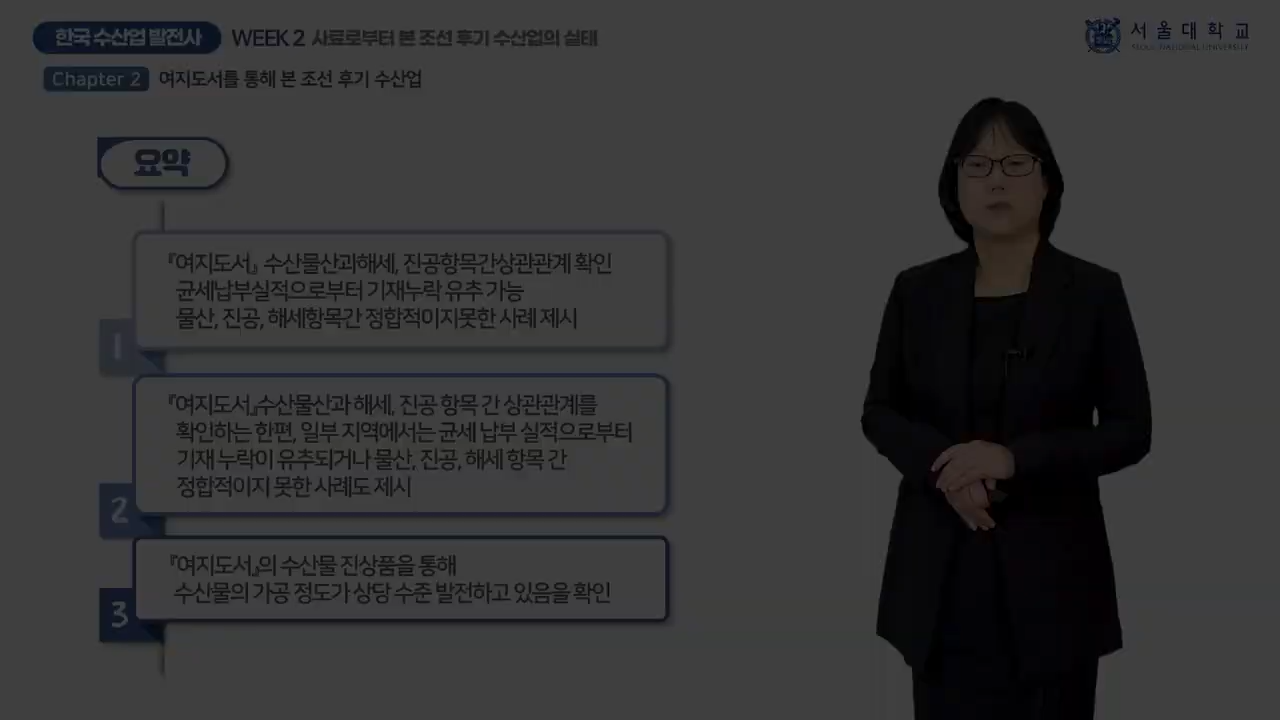 한국 수산업 발전사 WEEK 2 사료로부터 본 조선 후기 수산업의 실태
서울대학교
SEOUL NATIONAL UNIVERSITY
Chapter 2 여지도서를 통해 본 조선 후기 수산업
요약
1
『여지도서』 수산물산과해세, 진공항목간상관관계 확인
균세납부실적으로부터 기재누락 유추 가능
물산, 진공, 해세항목간 정합적이지못한 사례 제시
2
『여지도서』수산물산과 해세, 진공 항목 간 상관관계를
확인하는 한편, 일부 지역에서는 균세 납부 실적으로부터
기재 누락이 유추되거나 물산, 진공, 해세 항목 간
정합적이지 못한 사례도 제시
3
『여지도서』의 수산물 진상품을 통해
수산물의 가공 정도가 상당 수준 발전하고 있음을 확인